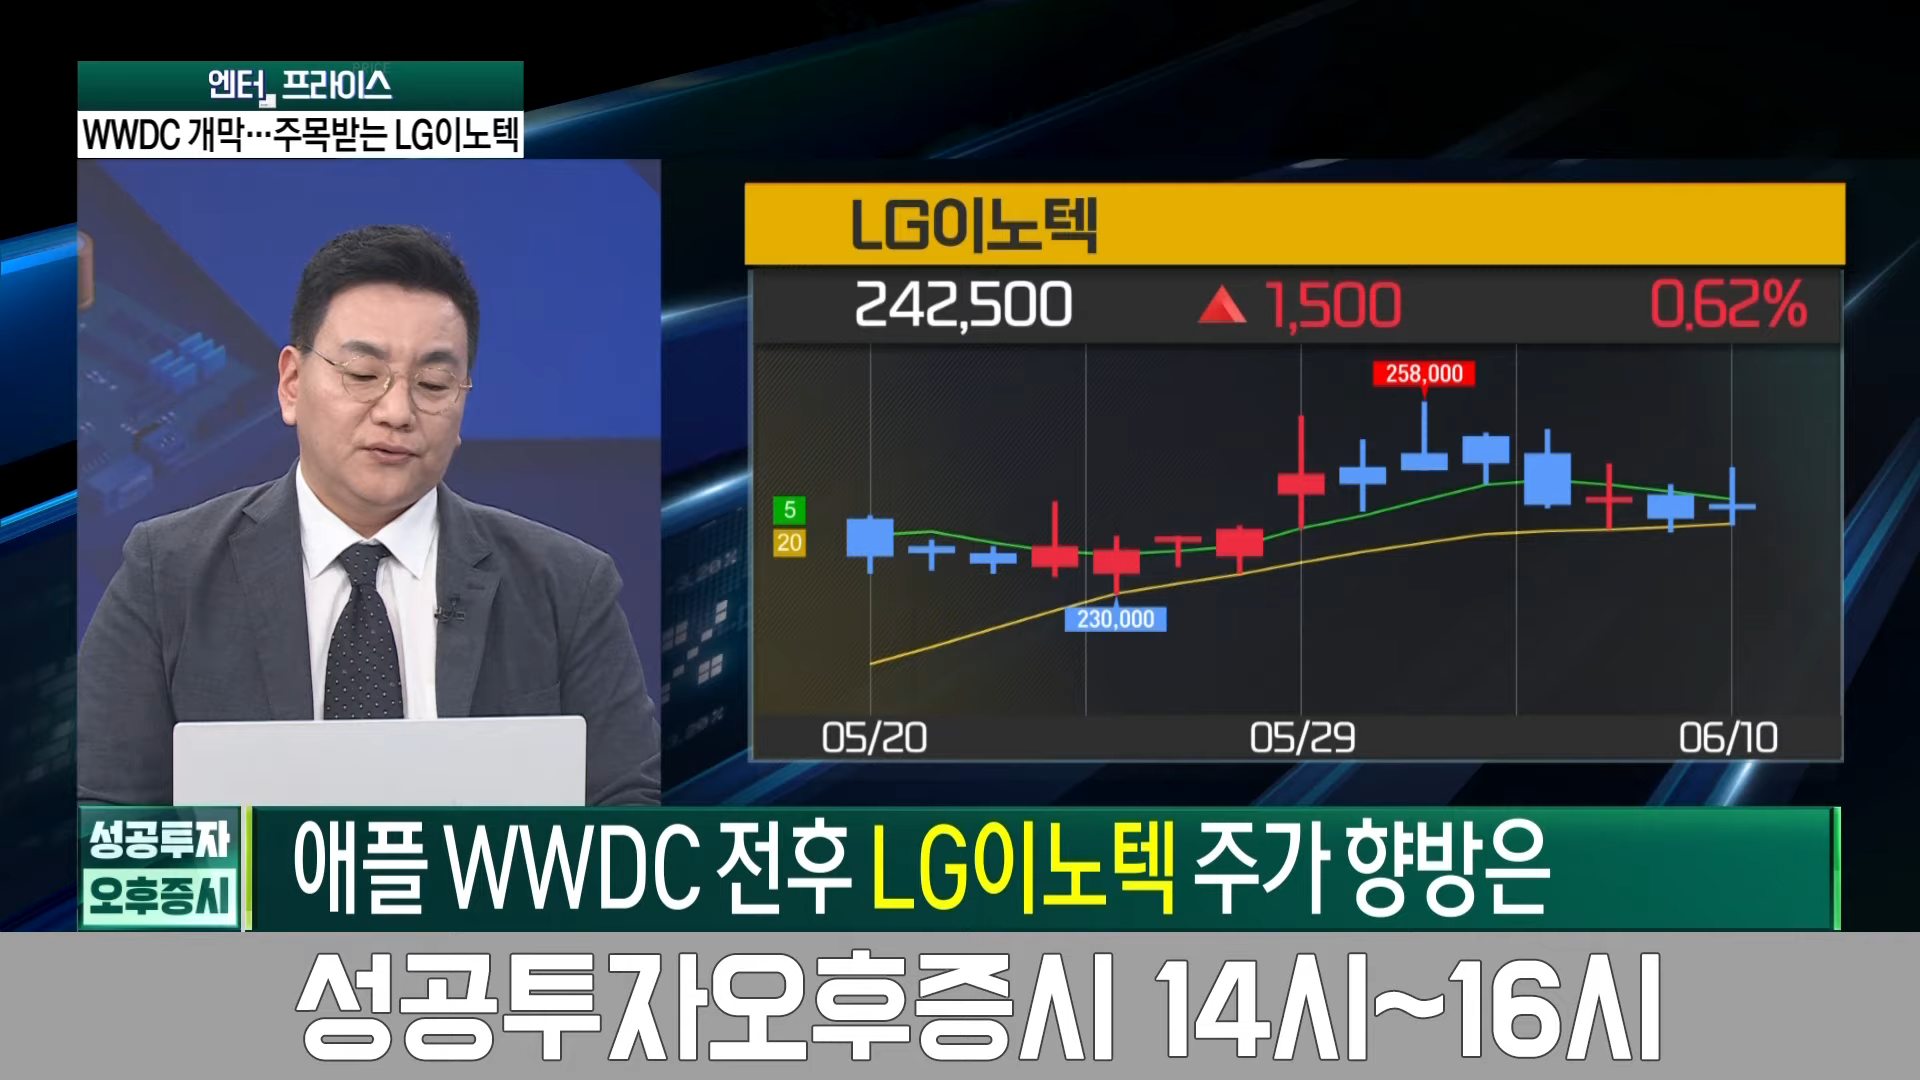 PRICE
엔터 프라이스
WWDC 개막…주목받는 LG이노텍
LG이노텍
242,500 ▲ 1,500 0.62%
258,000
5
20
230,000
05/20 05/29 06/10
성공투자
오후증시
애플 WWDC 전후 LG이노텍 주가 향방은
성공투자오후증시 14시~16시